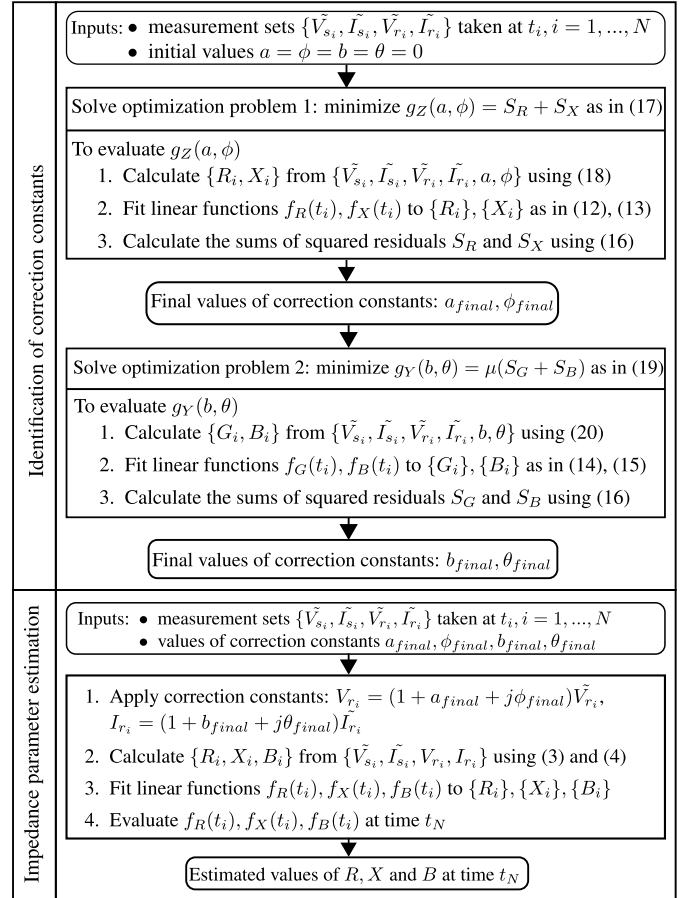 Identification of correction constants
Inputs: • measurement sets {Ṽ_{s_i}, Ĩ_{s_i}, Ṽ_{r_i}, Ĩ_{r_i}} taken at t_i, i = 1, ..., N
• initial values a = ϕ = b = θ = 0
Solve optimization problem 1: minimize g_Z(a, ϕ) = S_R + S_X as in (17)
To evaluate g_Z(a, ϕ)
1. Calculate {R_i, X_i} from {Ṽ_{s_i}, Ĩ_{s_i}, Ṽ_{r_i}, Ĩ_{r_i}, a, ϕ} using (18)
2. Fit linear functions f_R(t_i), f_X(t_i) to {R_i}, {X_i} as in (12), (13)
3. Calculate the sums of squared residuals S_R and S_X using (16)
Final values of correction constants: a_{final}, ϕ_{final}
Solve optimization problem 2: minimize g_Y(b, θ) = μ(S_G + S_B) as in (19)
To evaluate g_Y(b, θ)
1. Calculate {G_i, B_i} from {Ṽ_{s_i}, Ĩ_{s_i}, Ṽ_{r_i}, Ĩ_{r_i}, b, θ} using (20)
2. Fit linear functions f_G(t_i), f_B(t_i) to {G_i}, {B_i} as in (14), (15)
3. Calculate the sums of squared residuals S_G and S_B using (16)
Final values of correction constants: b_{final}, θ_{final}
Impedance parameter estimation
Inputs: • measurement sets {Ṽ_{s_i}, Ĩ_{s_i}, Ṽ_{r_i}, Ĩ_{r_i}} taken at t_i, i = 1, ..., N
• values of correction constants a_{final}, ϕ_{final}, b_{final}, θ_{final}
1. Apply correction constants: V_{r_i} = (1 + a_{final} + jϕ_{final})Ṽ_{r_i},
I_{r_i} = (1 + b_{final} + jθ_{final})Ĩ_{r_i}
2. Calculate {R_i, X_i, B_i} from {Ṽ_{s_i}, Ĩ_{s_i}, V_{r_i}, I_{r_i}} using (3) and (4)
3. Fit linear functions f_R(t_i), f_X(t_i), f_B(t_i) to {R_i}, {X_i}, {B_i}
4. Evaluate f_R(t_i), f_X(t_i), f_B(t_i) at time t_N
Estimated values of R, X and B at time t_N